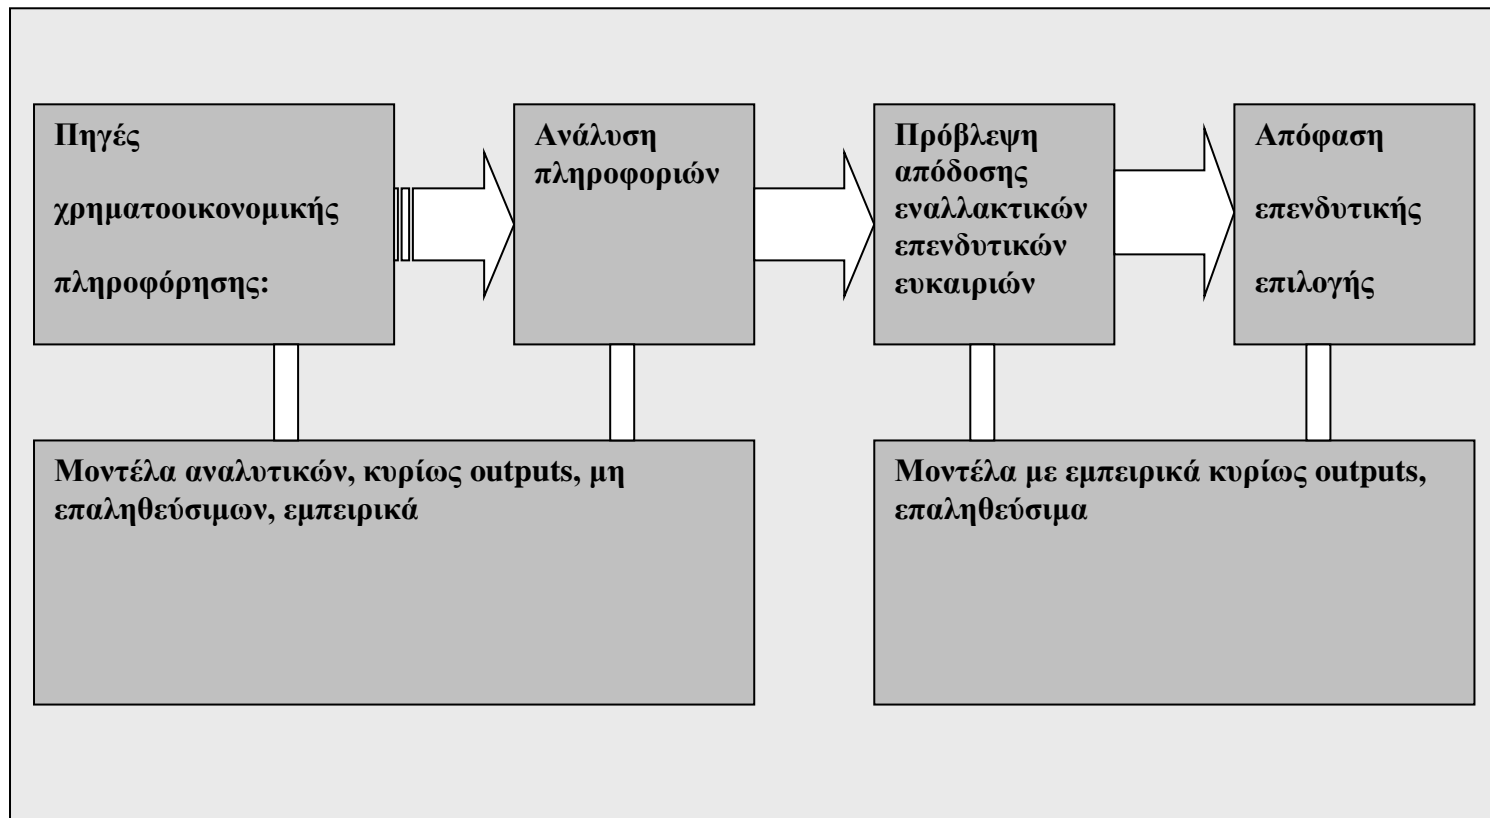 Πηγές
χρηματοοικονομικής
πληροφόρησης:
Ανάλυση
πληροφοριών
Πρόβλεψη
απόδοσης
εναλλακτικών
επενδυτικών
ευκαιριών
Απόφαση
επενδυτικής
επιλογής
Μοντέλα αναλυτικών, κυρίως outputs, μη
επαληθεύσιμων, εμπειρικά
Μοντέλα με εμπειρικά κυρίως outputs,
επαληθεύσιμα